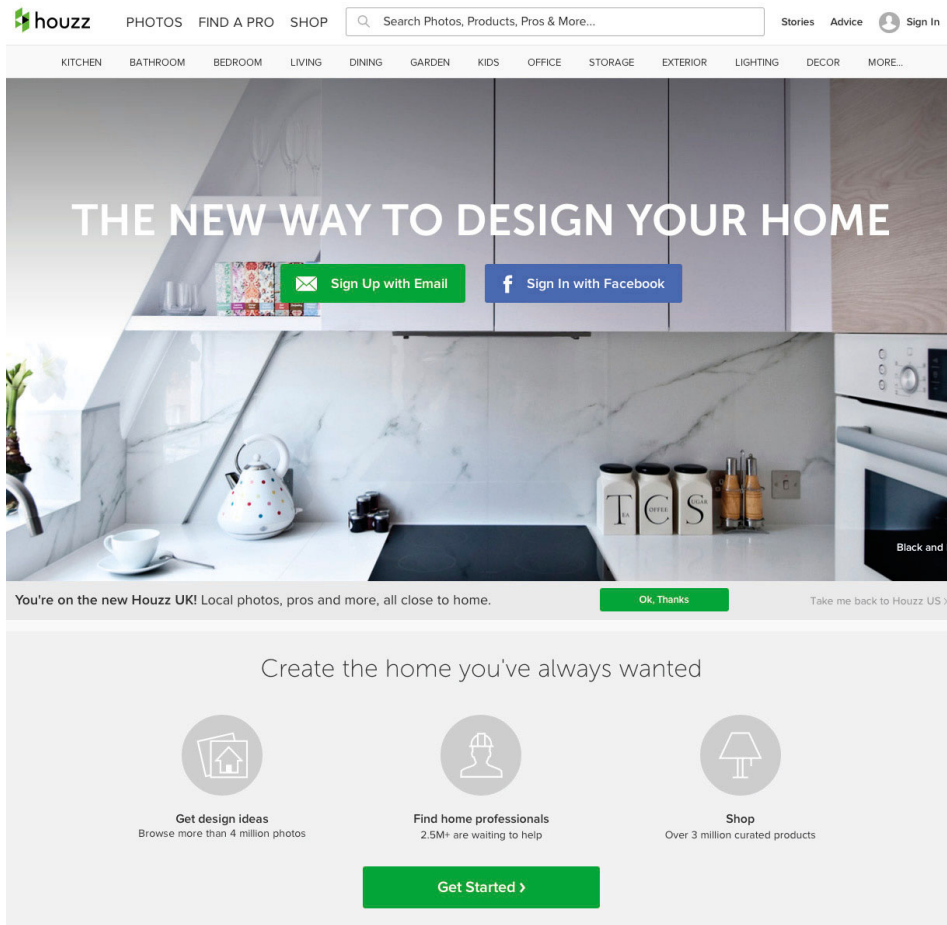 houzz
PHOTOS FIND A PRO SHOP
Search Photos, Products, Pros & More...
Stories Advice Sign In
KITCHEN BATHROOM BEDROOM LIVING DINING GARDEN KIDS OFFICE STORAGE EXTERIOR LIGHTING DECOR MORE...
THE NEW WAY TO DESIGN YOUR HOME
Sign Up with Email
f Sign In with Facebook
TEA COFFEE SUGAR
Black and
You're on the new Houzz UK! Local photos, pros and more, all close to home.
Ok, Thanks
Take me back to Houzz US ›
Create the home you've always wanted
Get design ideas
Browse more than 4 million photos
Find home professionals
2.5M+ are waiting to help
Shop
Over 3 million curated products
Get Started ›